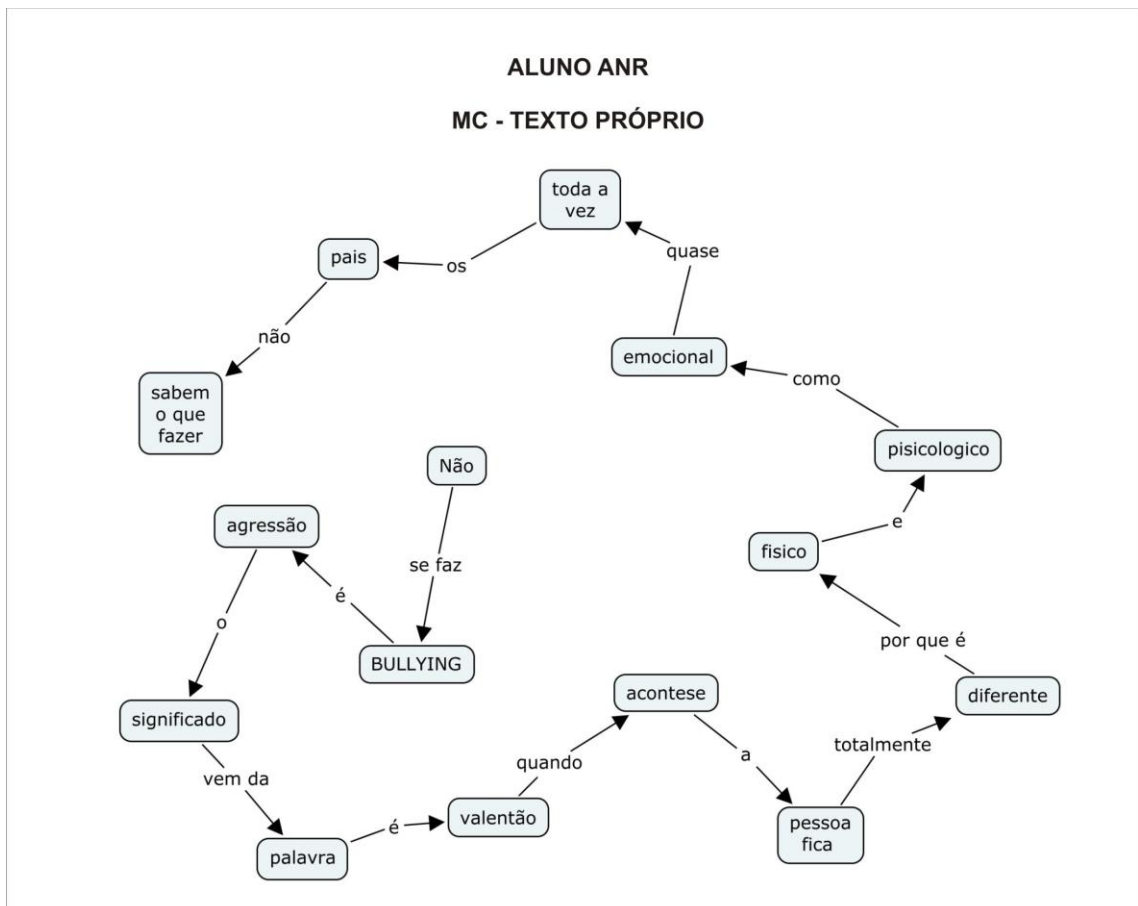 ALUNO ANR
MC - TEXTO PRÓPRIO
toda a
vez
quase
pais
os
não
emocional
como
sabem
o que
fazer
pisicologico
Não
agressão
e
fisico
se faz
é
o
por que é
BULLYING
diferente
acontese
significado
totalmente
a
quando
vem da
valentão
é
pessoa
fica
palavra